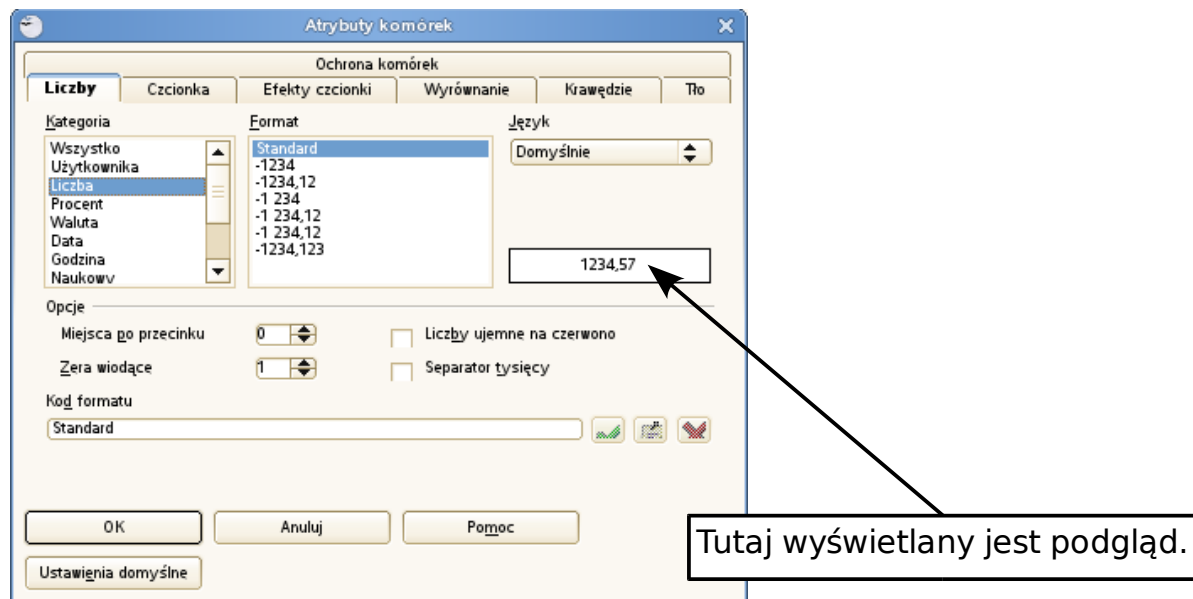 Atrybuty komórek
Ochrona komórek
Liczby Czcionka Efekty czcionki Wyrównanie Krawędzie Tło
Kategoria Format Język
Wszystko
Użytkownika
Liczba
Procent
Waluta
Data
Godzina
Naukowy
Standard
-1234
-1234,12
-1 234
-1 234,12
-1 234,12
-1234,123
Domyślnie
1234,57
Opcje
Miejsca po przecinku 0 Liczby ujemne na czerwono
Zera wiodące 1 Separator tysięcy
Kod formatu
Standard
OK Anuluj Pomoc
Ustawienia domyślne
Tutaj wyświetlany jest podgląd.